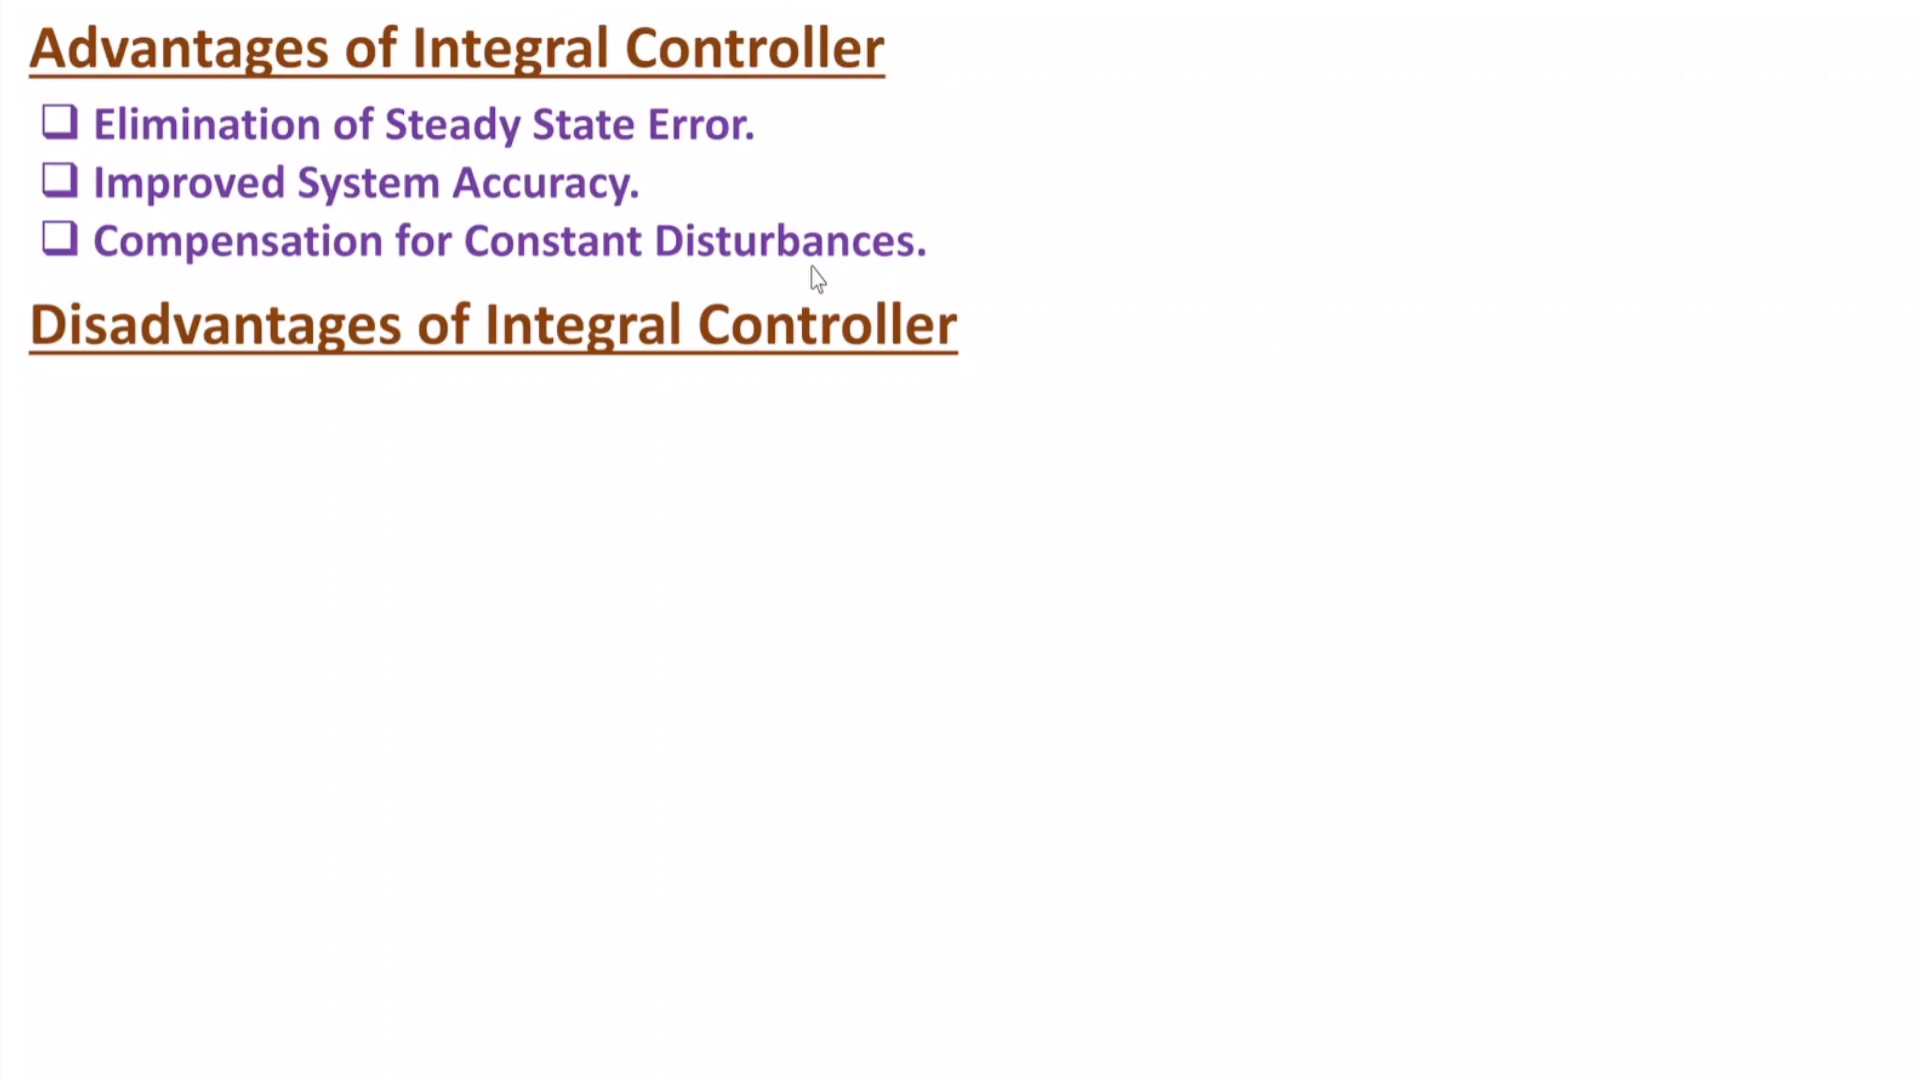 Advantages of Integral Controller
❑ Elimination of Steady State Error.
❑ Improved System Accuracy.
❑ Compensation for Constant Disturbances.
Disadvantages of Integral Controller